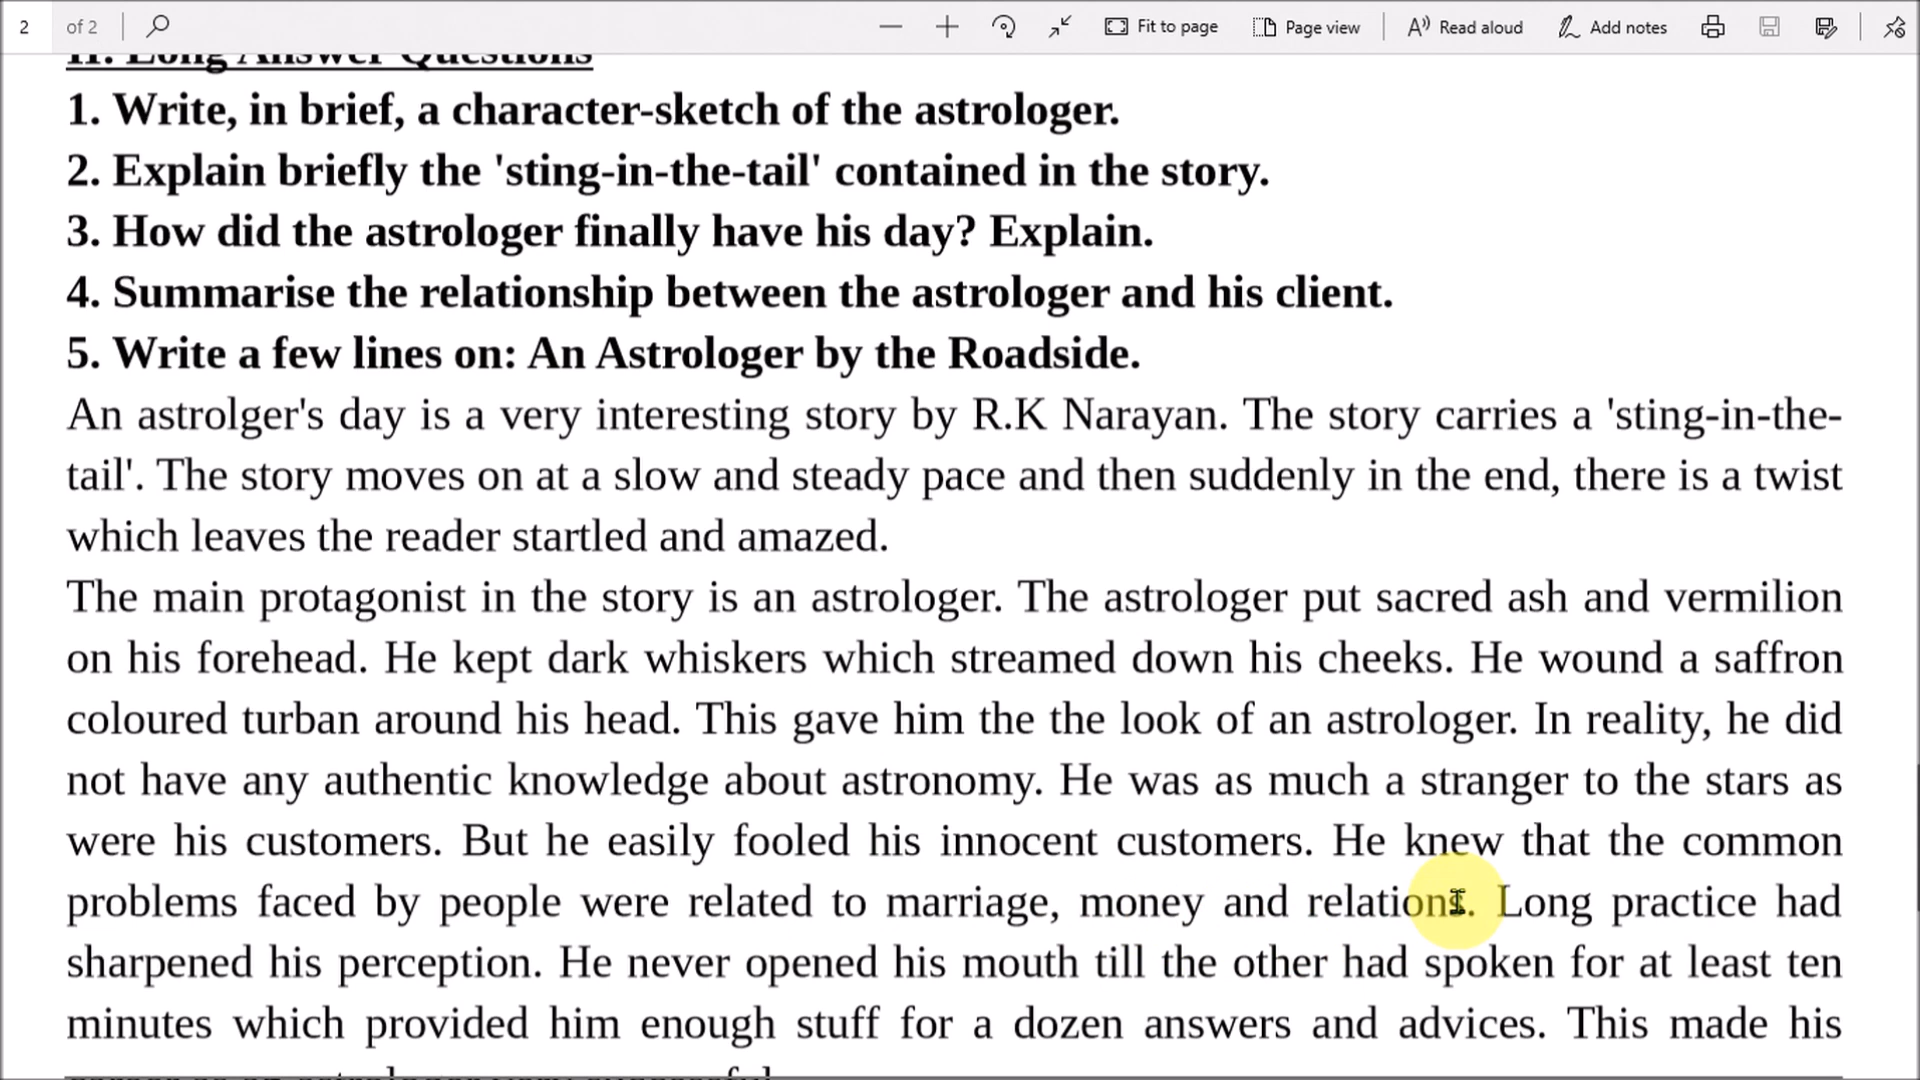 2 of 2 Fit to page Page view Read aloud Add notes
II. Long Answer Questions
1. Write, in brief, a character-sketch of the astrologer.
2. Explain briefly the 'sting-in-the-tail' contained in the story.
3. How did the astrologer finally have his day? Explain.
4. Summarise the relationship between the astrologer and his client.
5. Write a few lines on: An Astrologer by the Roadside.
An astrolger's day is a very interesting story by R.K Narayan. The story carries a 'sting-in-the-
tail'. The story moves on at a slow and steady pace and then suddenly in the end, there is a twist
which leaves the reader startled and amazed.
The main protagonist in the story is an astrologer. The astrologer put sacred ash and vermilion
on his forehead. He kept dark whiskers which streamed down his cheeks. He wound a saffron
coloured turban around his head. This gave him the the look of an astrologer. In reality, he did
not have any authentic knowledge about astronomy. He was as much a stranger to the stars as
were his customers. But he easily fooled his innocent customers. He knew that the common
problems faced by people were related to marriage, money and relations. Long practice had
sharpened his perception. He never opened his mouth till the other had spoken for at least ten
minutes which provided him enough stuff for a dozen answers and advices. This made his